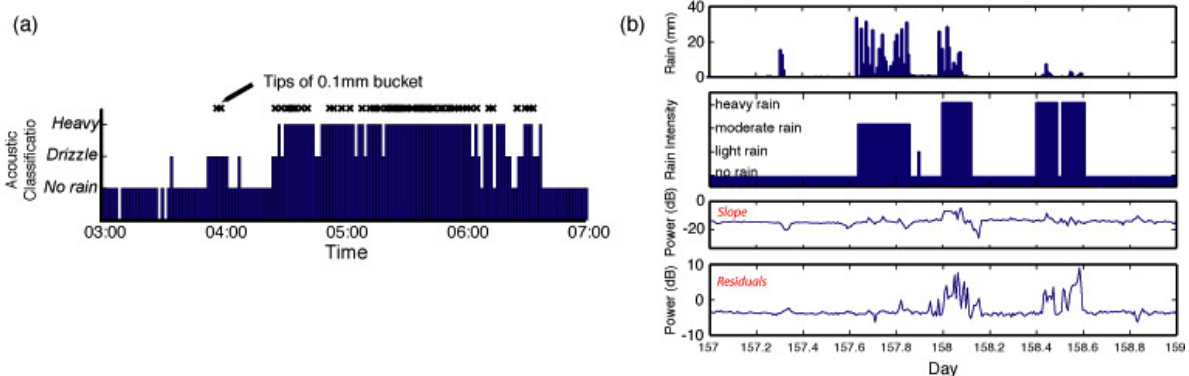 (a)
Tips of 0.1mm bucket
Acoustic
Classificatio
Heavy
Drizzle
No rain
03:00 04:00 05:00 06:00 07:00
Time
(b)
Rain (mm)
40
20
0
Rain Intensity
heavy rain
moderate rain
light rain
no rain
Power (dB)
-20
Slope
Power (dB)
10
0
-10
Residuals
157 157.2 157.4 157.6 157.8 158 158.2 158.4 158.6 158.8 159
Day